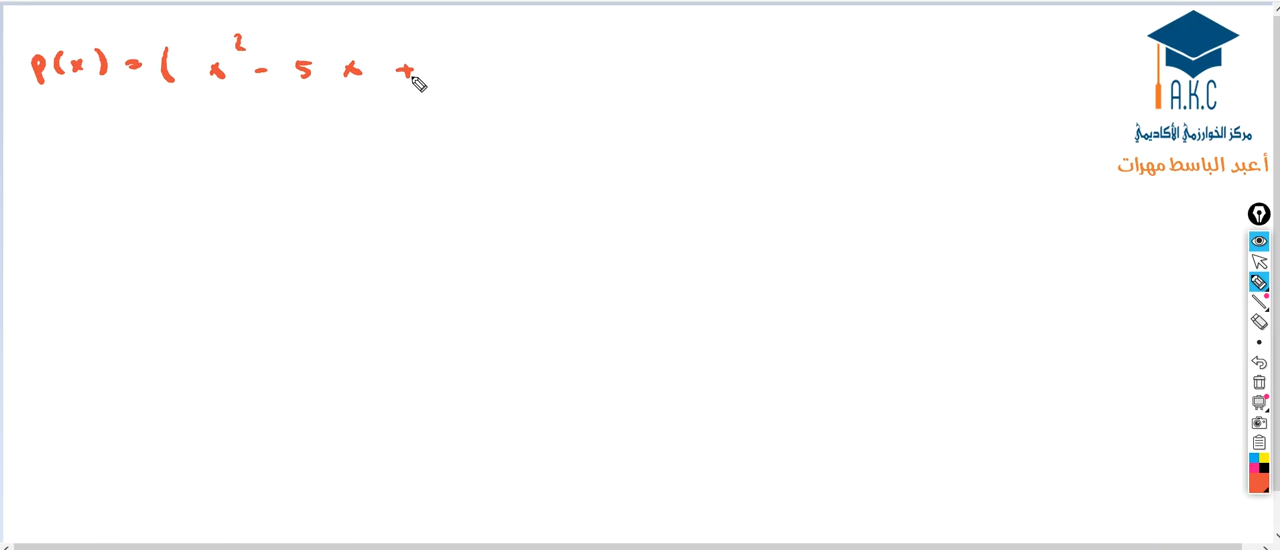 p(x) = ( x² - 5 x +
A.K.C
مركز الخوارزمي الأكاديمي
أ عبد الباسط مهرات